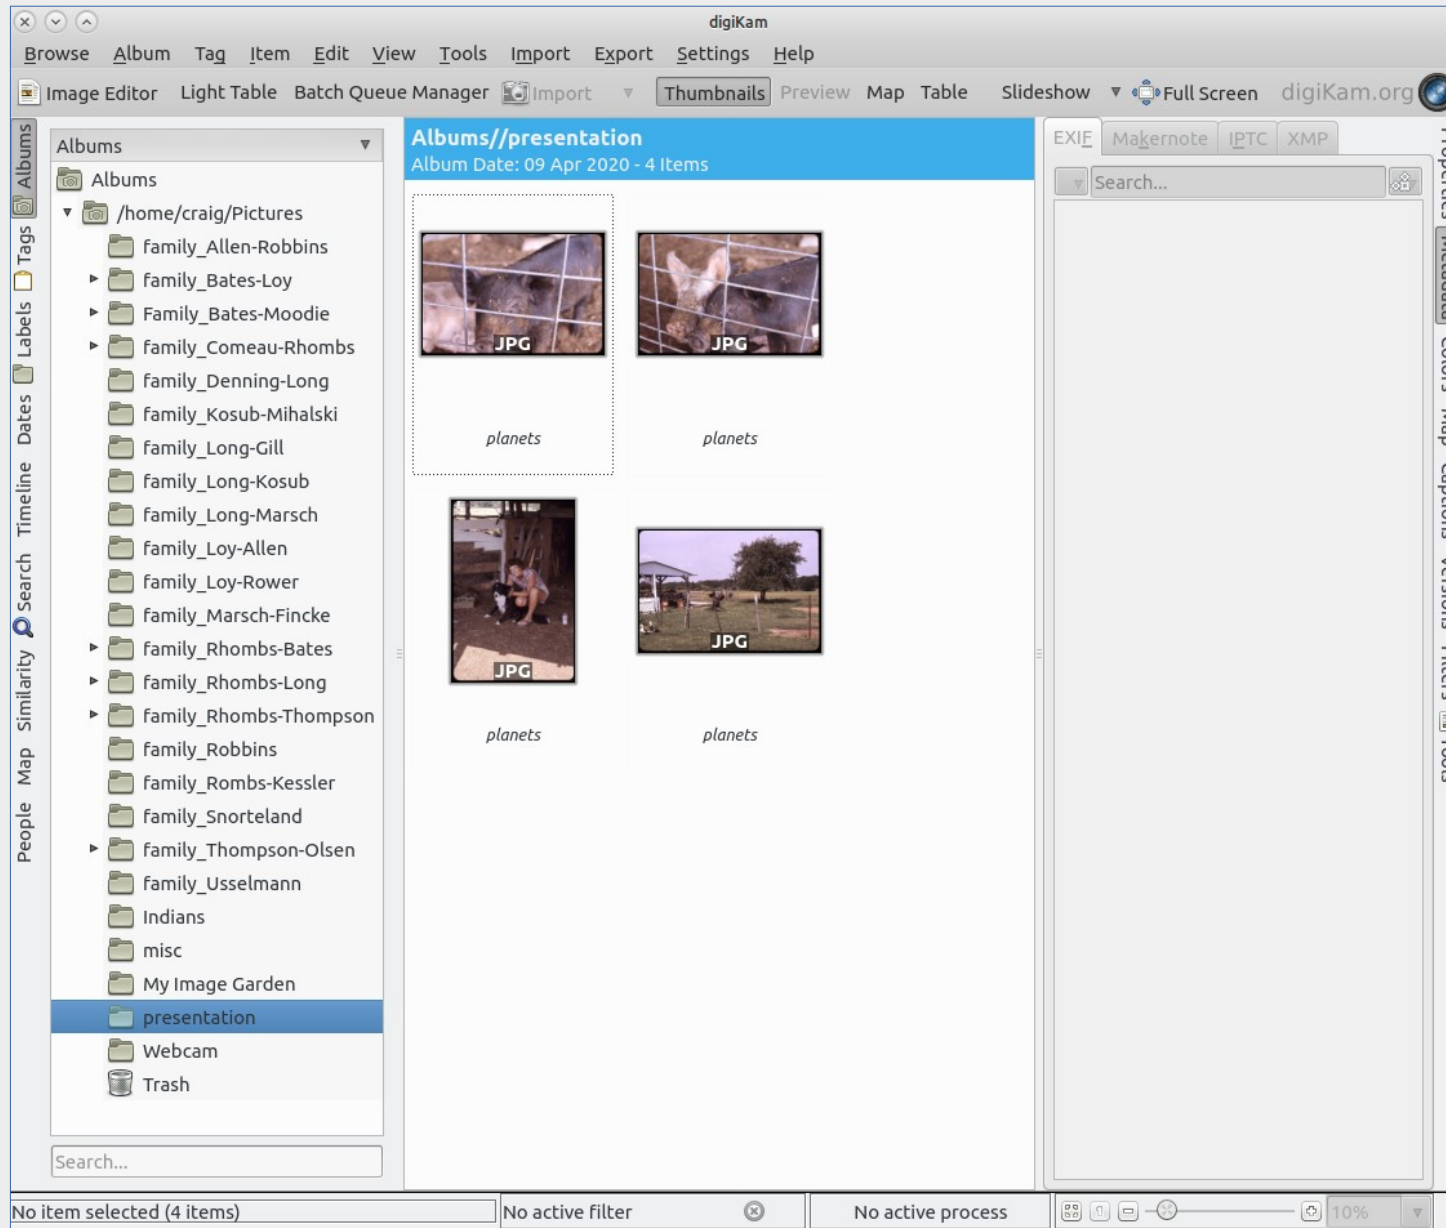 digiKam
Browse Album Tag Item Edit View Tools Import Export Settings Help
Image Editor Light Table Batch Queue Manager Import Thumbnails Preview Map Table Slideshow Full Screen digiKam.org
Albums
Tags
Labels
Dates
Timeline
Search
Similarity
Map
People
Albums
Albums
/home/craig/Pictures
family_Allen-Robbins
family_Bates-Loy
Family_Bates-Moodie
family_Comeau-Rhombs
family_Denning-Long
family_Kosub-Mihalski
family_Long-Gill
family_Long-Kosub
family_Long-Marsch
family_Loy-Allen
family_Loy-Rower
family_Marsch-Fincke
family_Rhombs-Bates
family_Rhombs-Long
family_Rhombs-Thompson
family_Robbins
family_Rombs-Kessler
family_Snorteland
family_Thompson-Olsen
family_Usselmann
Indians
misc
My Image Garden
presentation
Webcam
Trash
Search...
Albums//presentation
Album Date: 09 Apr 2020 - 4 Items
JPG JPG
planets planets
JPG JPG
planets planets
EXIF Makernote IPTC XMP
Search...
No item selected (4 items) No active filter No active process 10%